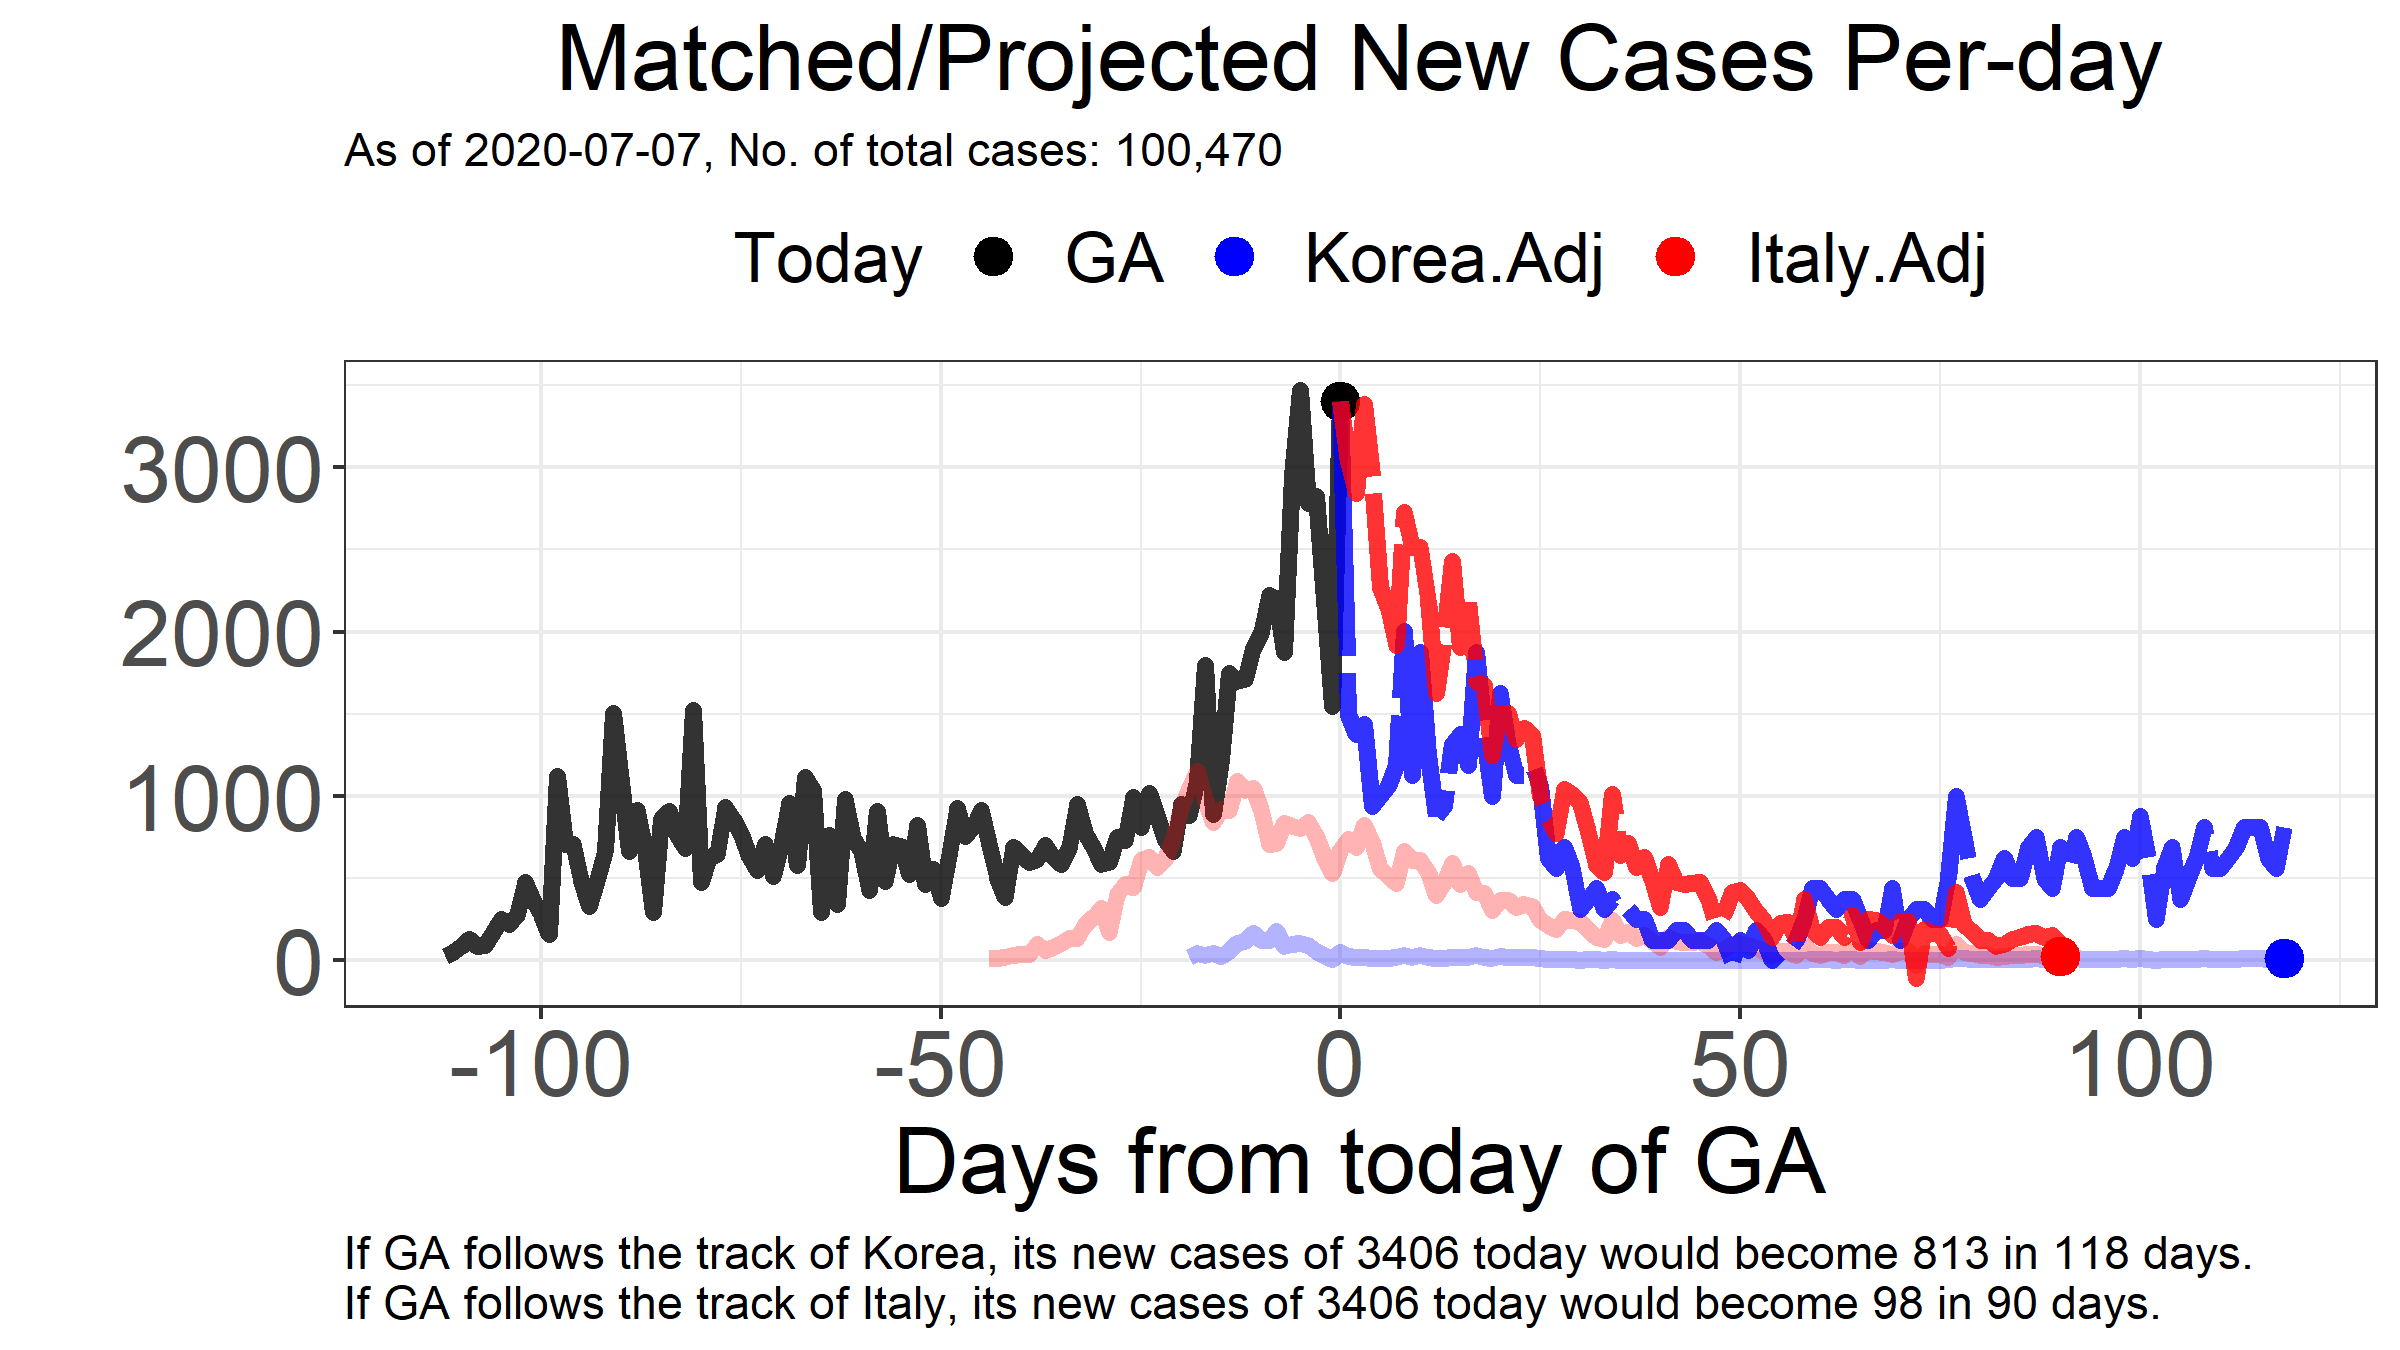 Matched/Projected New Cases Per-day
As of 2020-07-07, No. of total cases: 100,470
Today GA Korea.Adj Italy.Adj
3000
2000
1000
0
-100 -50 0 50 100
Days from today of GA
If GA follows the track of Korea, its new cases of 3406 today would become 813 in 118 days.
If GA follows the track of Italy, its new cases of 3406 today would become 98 in 90 days.